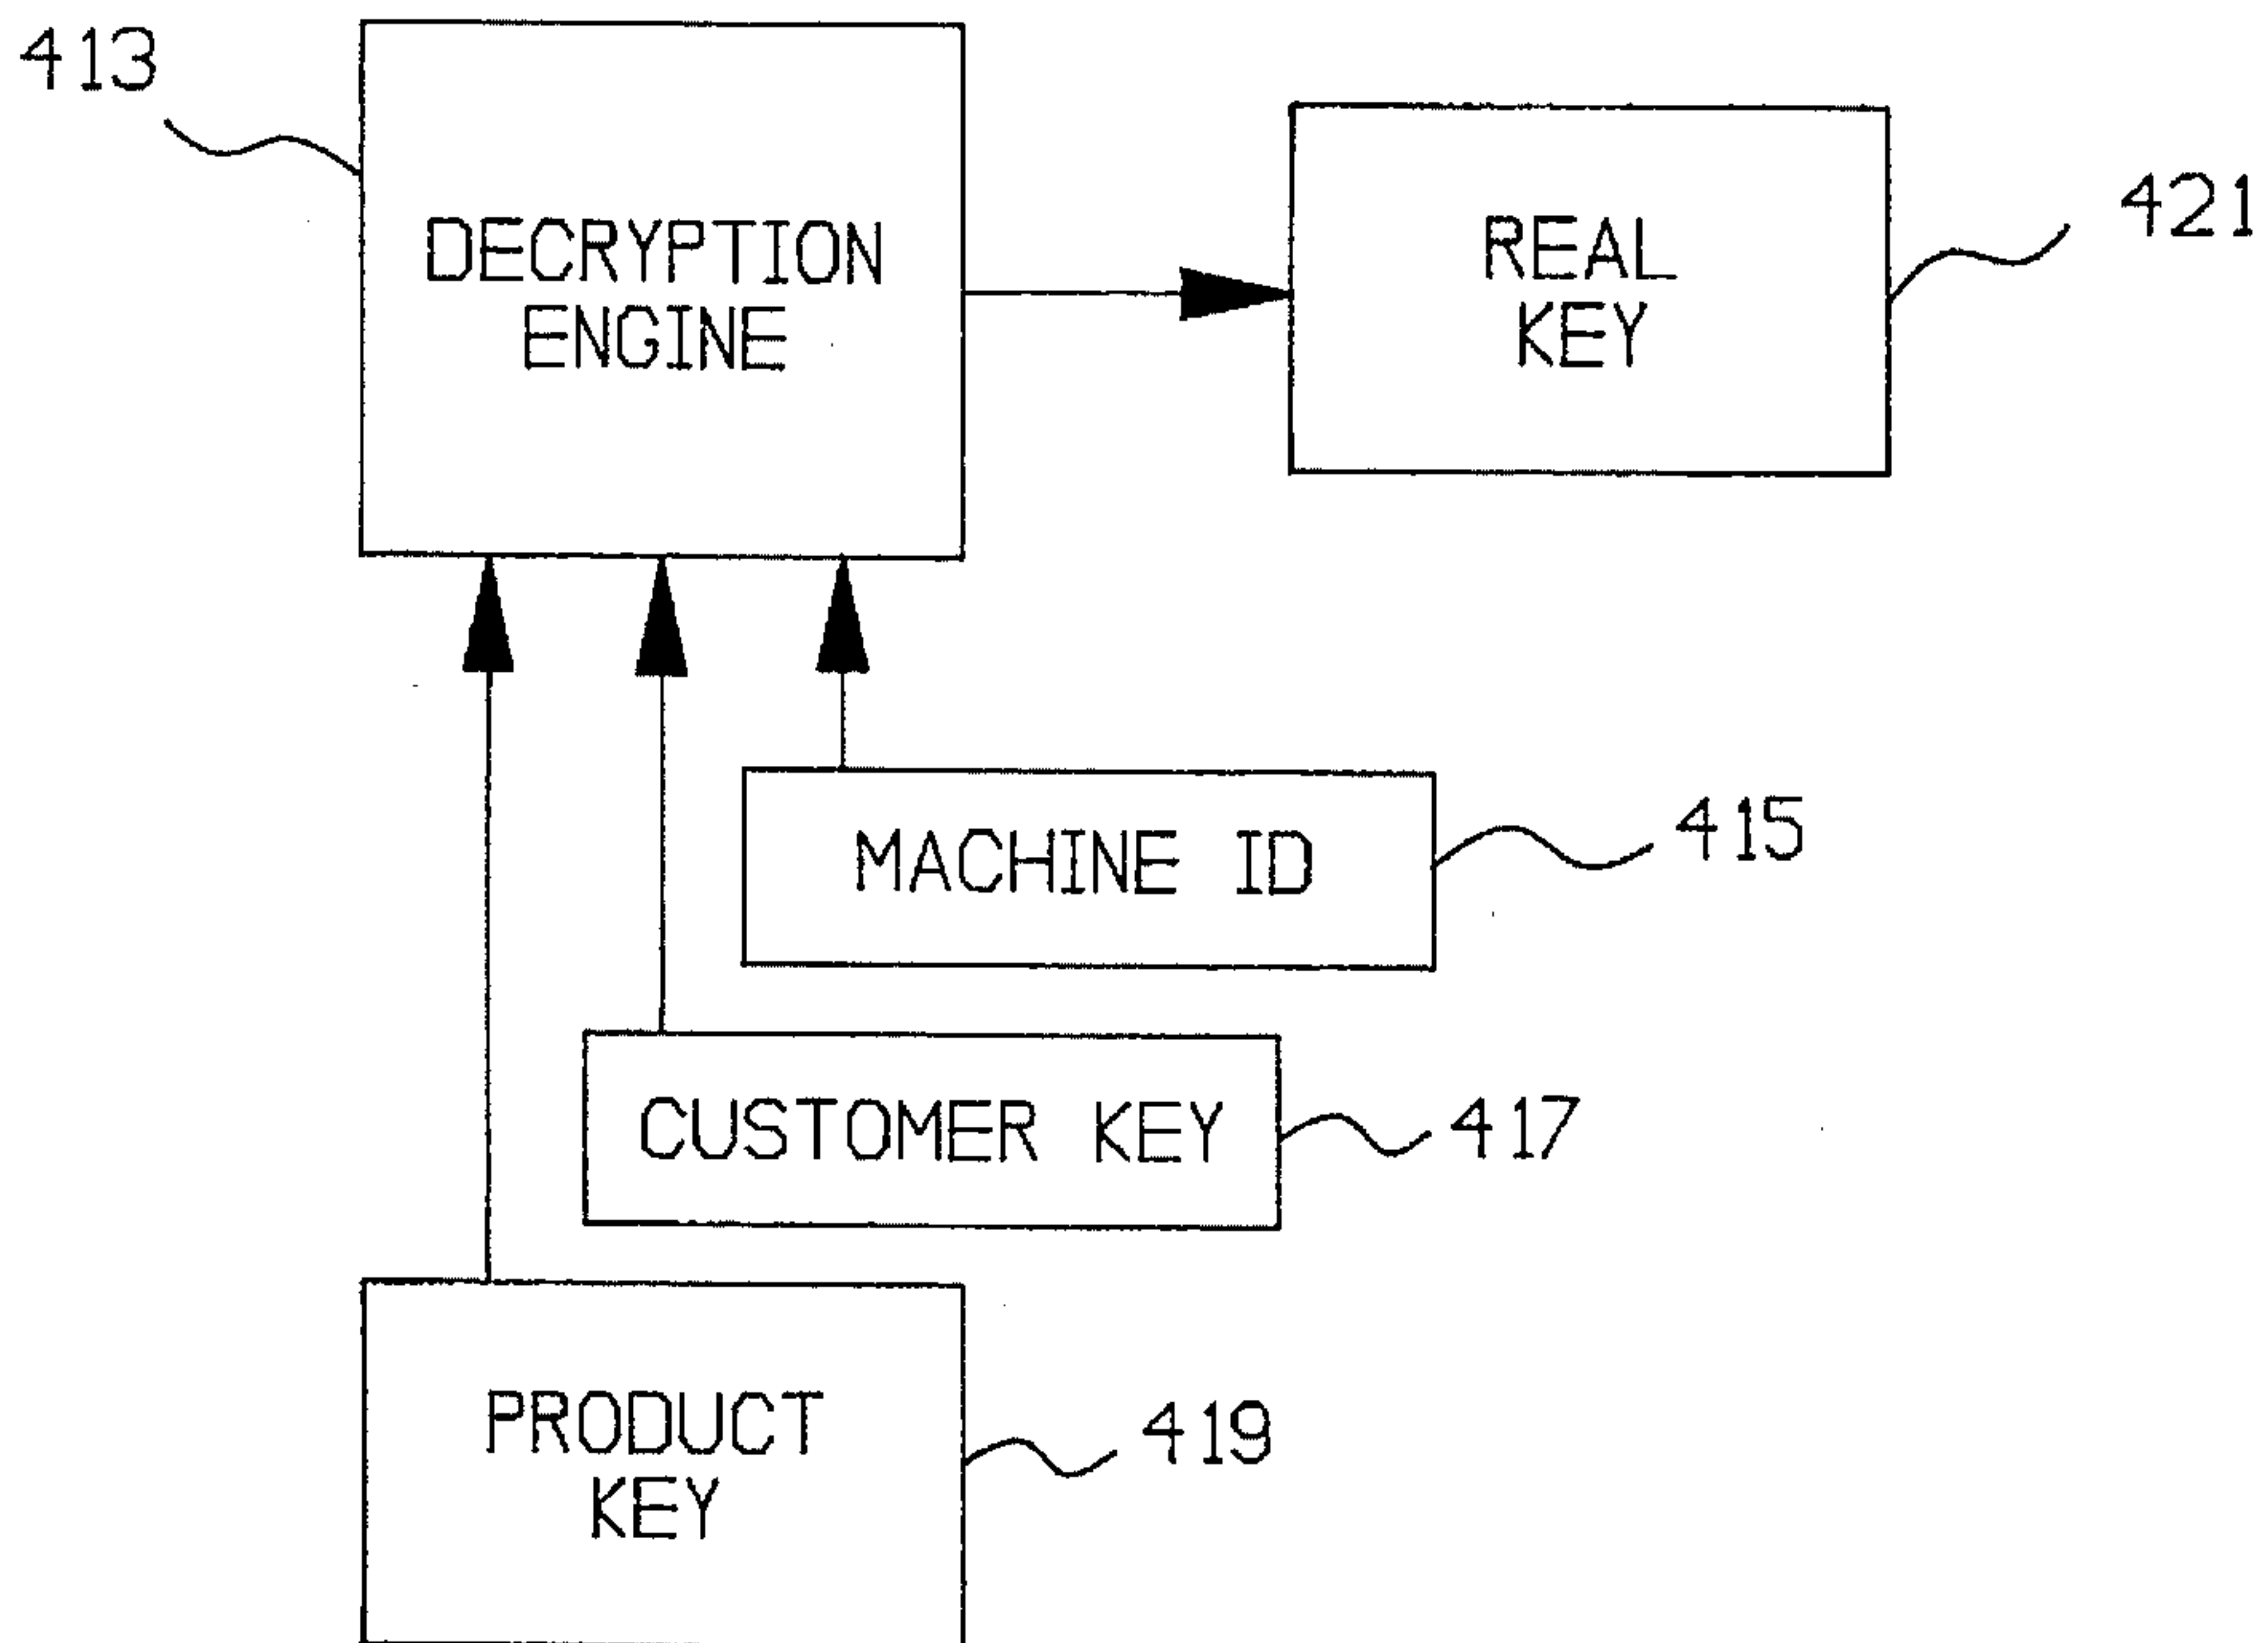 413
DECRYPTION
ENGINE
REAL
KEY
421
MACHINE ID
415
CUSTOMER KEY
417
PRODUCT
KEY
419